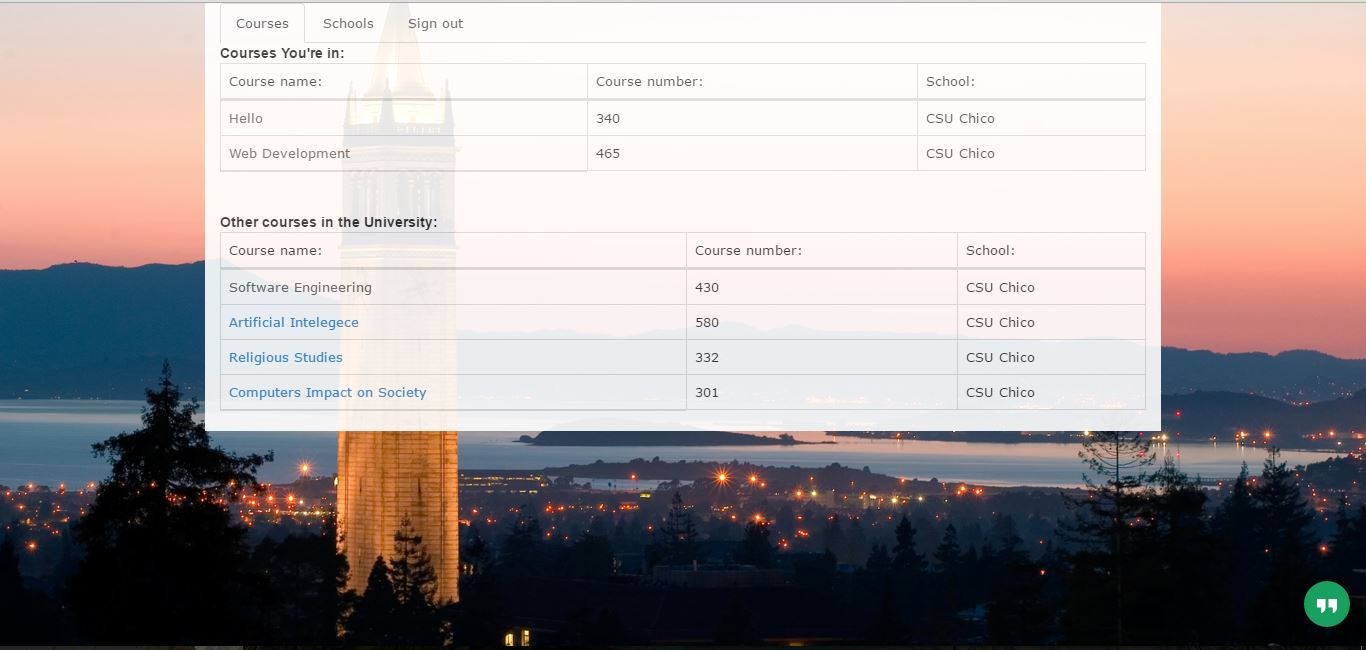 Courses Schools Sign out
Courses You're in:
Course name: Course number: School:
Hello 340 CSU Chico
Web Development 465 CSU Chico
Other courses in the University:
Course name: Course number: School:
Software Engineering 430 CSU Chico
Artificial Intelegece 580 CSU Chico
Religious Studies 332 CSU Chico
Computers Impact on Society 301 CSU Chico